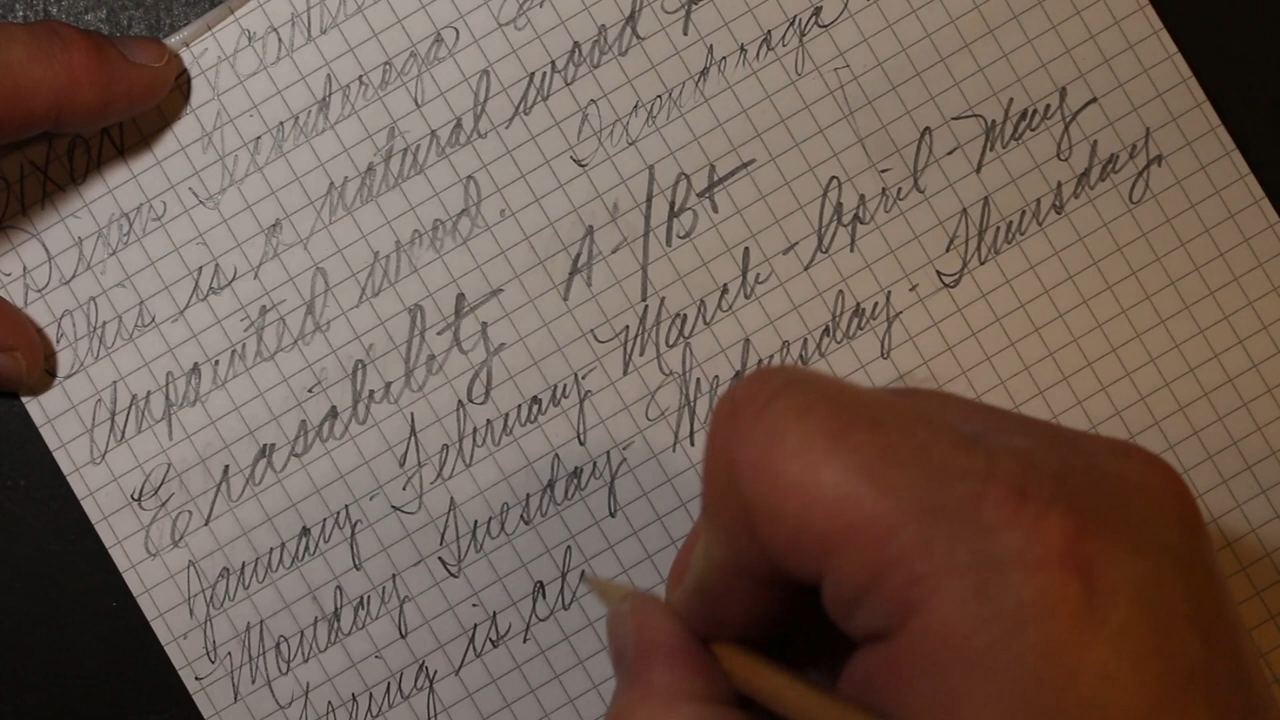 DIXON TICONDE
Dixon Ticonderoga
This is a natural wood
Ticonderoga
Unpainted wood.
Erasability A-/B+
January - February - March - April - May
Monday - Tuesday - Wednesday - Thursday,
is